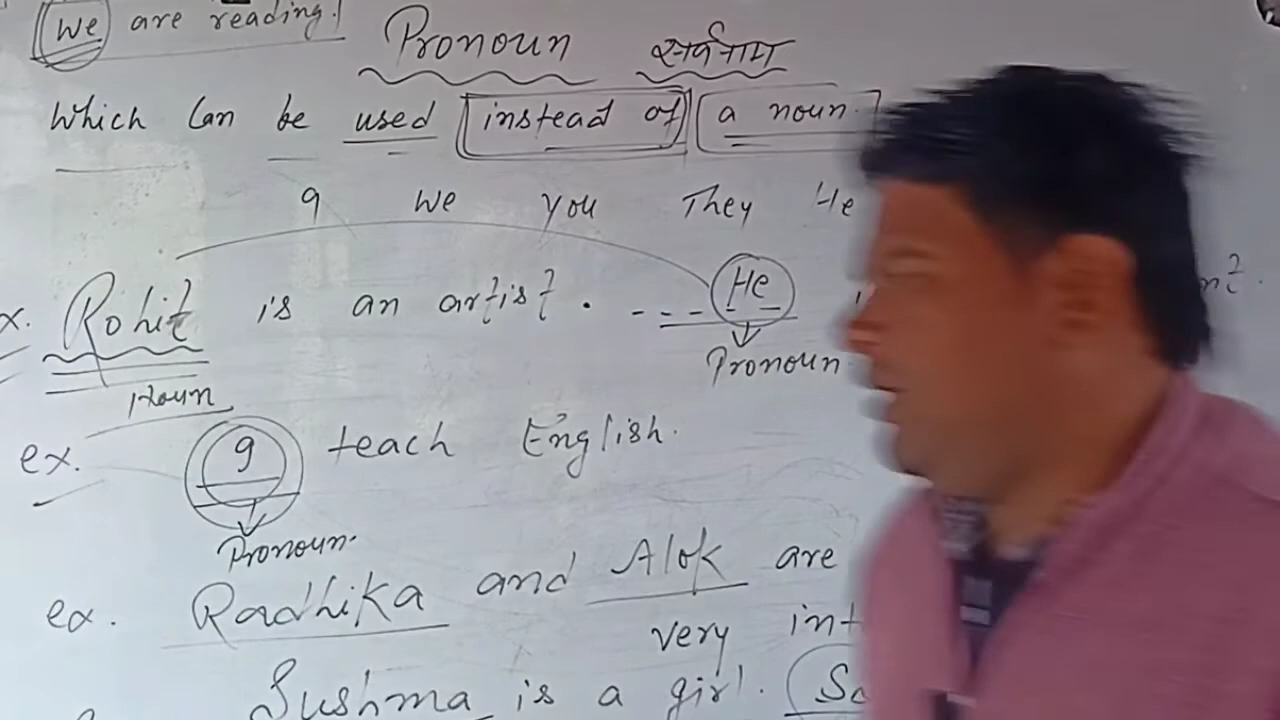 We are reading.
Pronoun सर्वनाम
Which Can be used instead of a noun.
I We You They He
Rohit is an artist. ---He
Noun Pronoun
ex. I teach English.
Pronoun.
ex. Radhika and Alok are
very
Sushma is a girl.